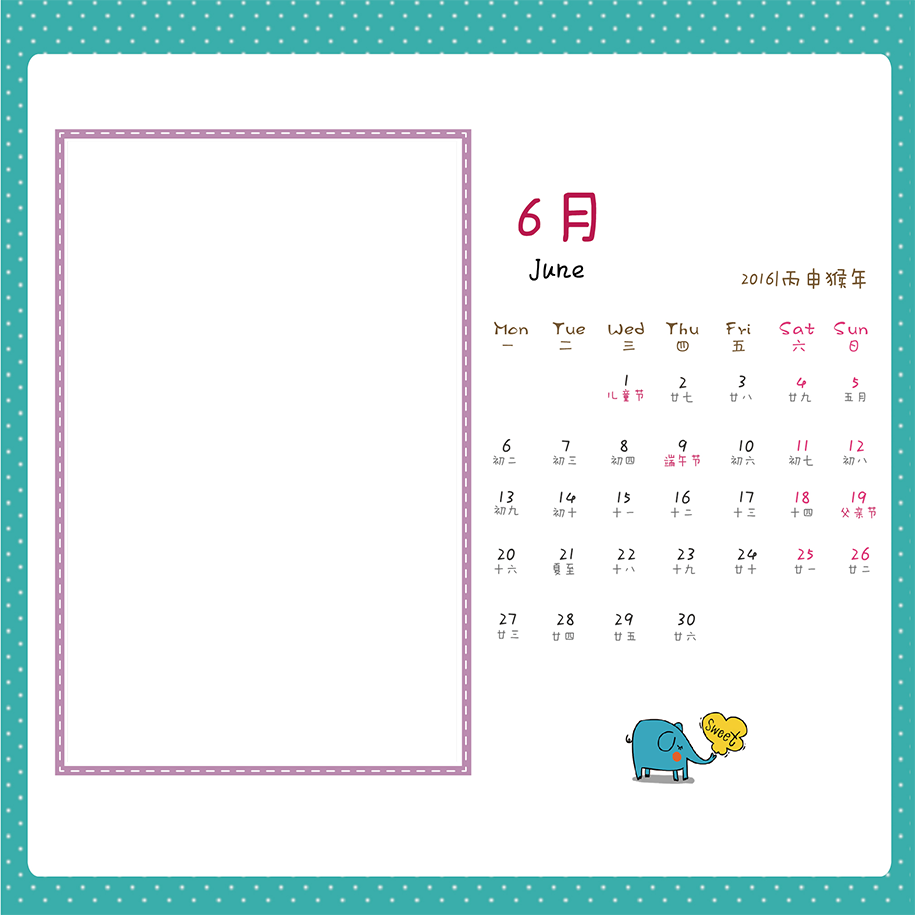 6月
June
2016|丙申猴年
Mon Tue Wed Thu Fri Sat Sun
一 二 三 四 五 六 日
1 2 3 4 5
儿童节 廿七 廿八 廿九 五月
6 7 8 9 10 11 12
初二 初三 初四 端午节 初六 初七 初八
13 14 15 16 17 18 19
初九 初十 十一 十二 十三 十四 父亲节
20 21 22 23 24 25 26
十六 夏至 十八 十九 廿十 廿一 廿二
27 28 29 30
廿三 廿四 廿五 廿六
Sweet